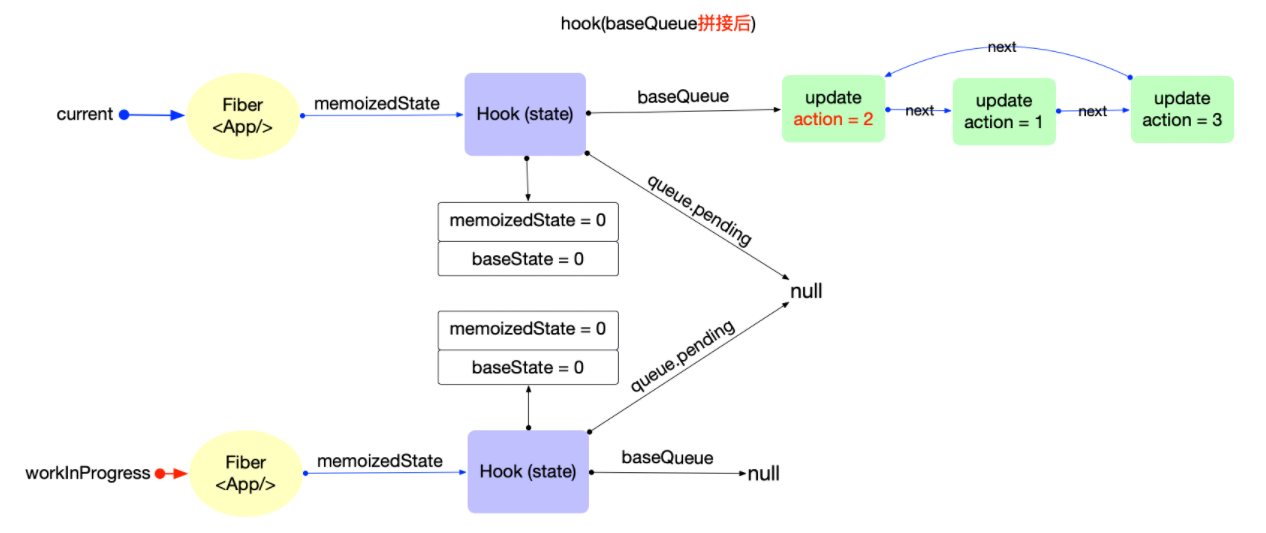 hook(baseQueue拼接后)
next
current
Fiber
<App/>
memoizedState
Hook (state)
baseQueue
update
action = 2
next
update
action = 1
next
update
action = 3
queue.pending
memoizedState = 0
baseState = 0
null
memoizedState = 0
baseState = 0
queue.pending
workInProgress
Fiber
<App/>
memoizedState
Hook (state)
baseQueue
null